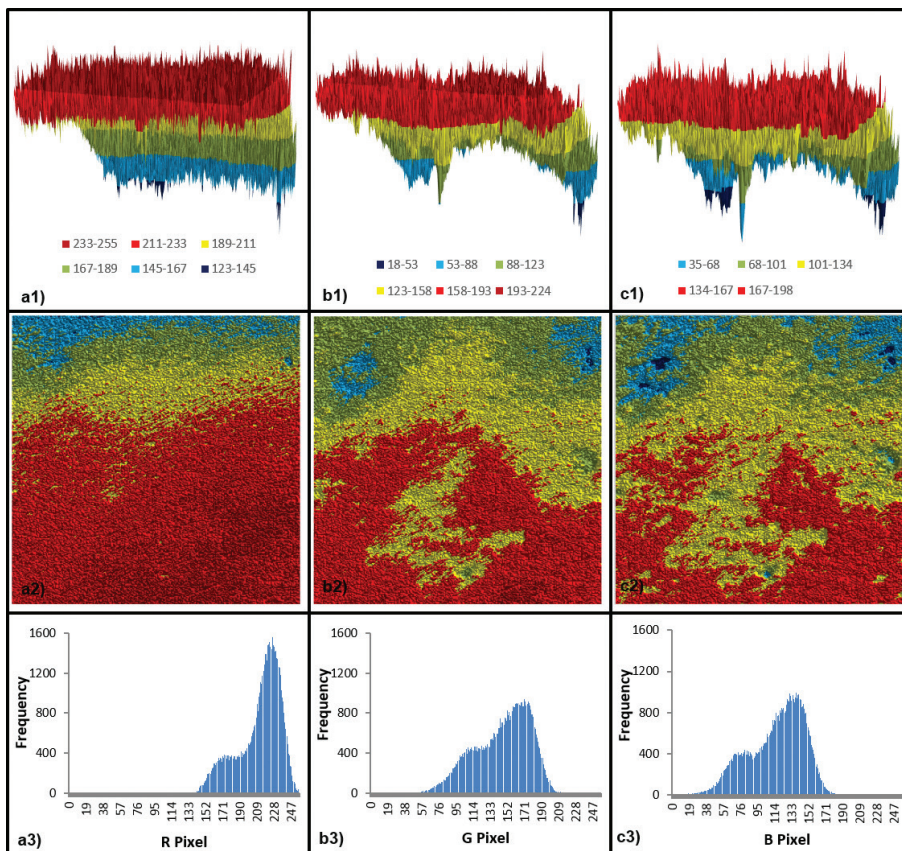 233-255 211-233 189-211
167-189 145-167 123-145
a1)
18-53 53-88 88-123
123-158 158-193 193-224
b1)
35-68 68-101 101-134
134-167 167-198
c1)
a2)
b2)
c2)
1600
1200
800
400
0
Frequency
0 19 38 57 76 95 114 133 152 171 190 209 228 247
R Pixel
a3)
1600
1200
800
400
0
Frequency
0 19 38 57 76 95 114 133 152 171 190 209 228 247
G Pixel
b3)
1600
1200
800
400
0
Frequency
0 19 38 57 76 95 114 133 152 171 190 209 228 247
B Pixel
c3)